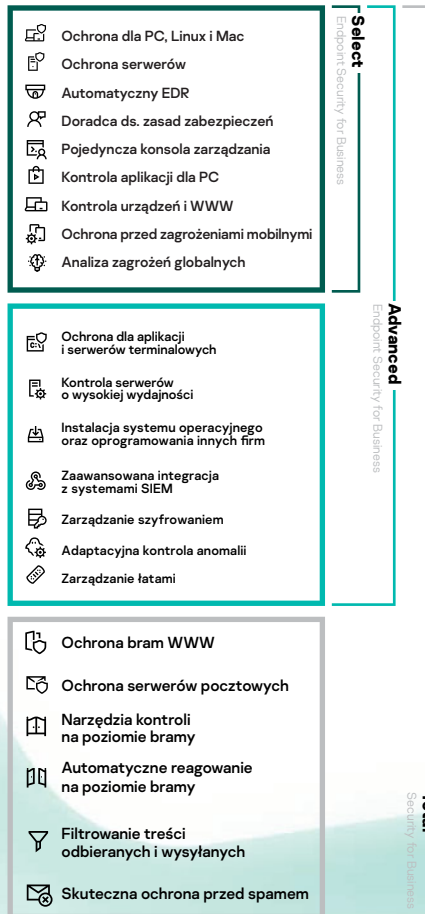 Ochrona dla PC, Linux i Mac
Ochrona serwerów
Automatyczny EDR
Doradca ds. zasad zabezpieczeń
Pojedyncza konsola zarządzania
Kontrola aplikacji dla PC
Kontrola urządzeń i WWW
Ochrona przed zagrożeniami mobilnymi
Analiza zagrożeń globalnych
Select
Endpoint Security for Business
Ochrona dla aplikacji
i serwerów terminalowych
Kontrola serwerów
o wysokiej wydajności
Instalacja systemu operacyjnego
oraz oprogramowania innych firm
Zaawansowana integracja
z systemami SIEM
Zarządzanie szyfrowaniem
Adaptacyjna kontrola anomalii
Zarządzanie łatami
Advanced
Endpoint Security for Business
Ochrona bram WWW
Ochrona serwerów pocztowych
Narzędzia kontroli
na poziomie bramy
Automatyczne reagowanie
na poziomie bramy
Filtrowanie treści
odbieranych i wysyłanych
Skuteczna ochrona przed spamem
Total
Security for Business